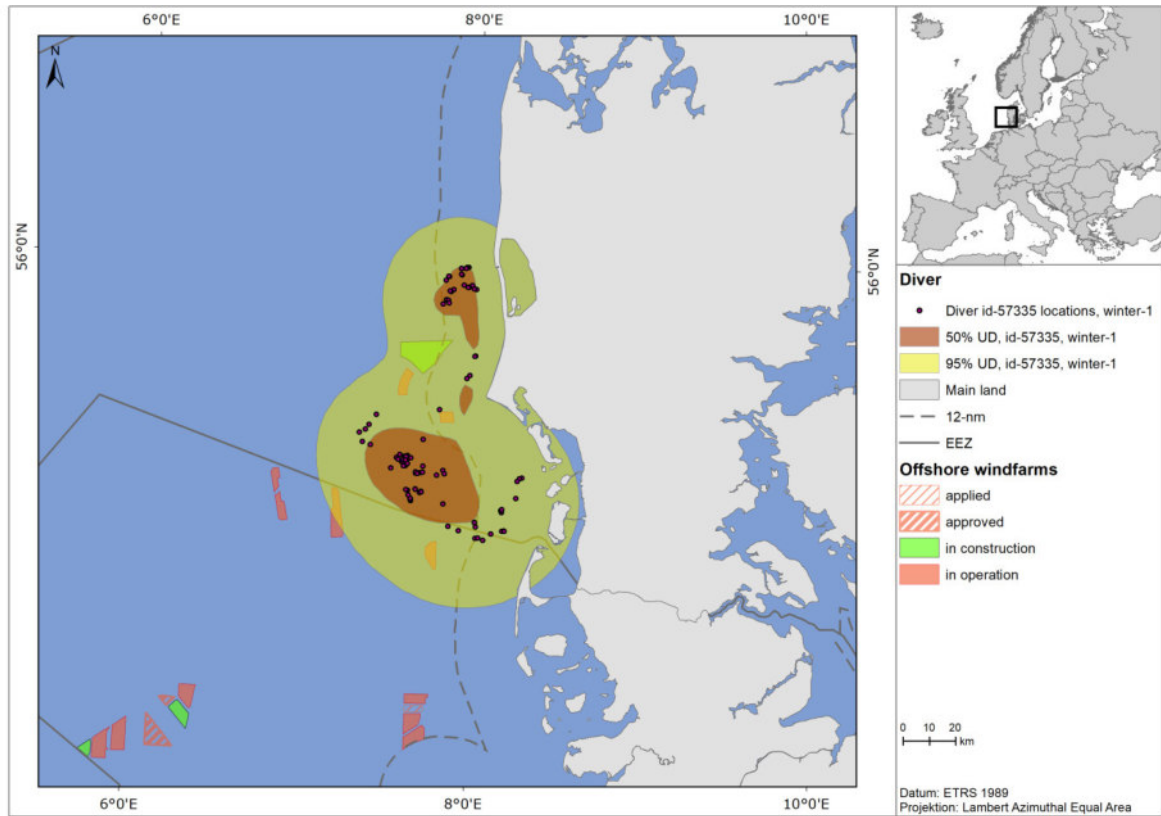 6°0'E 8°0'E 10°0'E
N
56°0'N
56°0'N
6°0'E 8°0'E 10°0'E
Diver
Diver id-57335 locations, winter-1
50% UD, id-57335, winter-1
95% UD, id-57335, winter-1
Main land
12-nm
EEZ
Offshore windfarms
applied
approved
in construction
in operation
0 10 20
km
Datum: ETRS 1989
Projektion: Lambert Azimuthal Equal Area